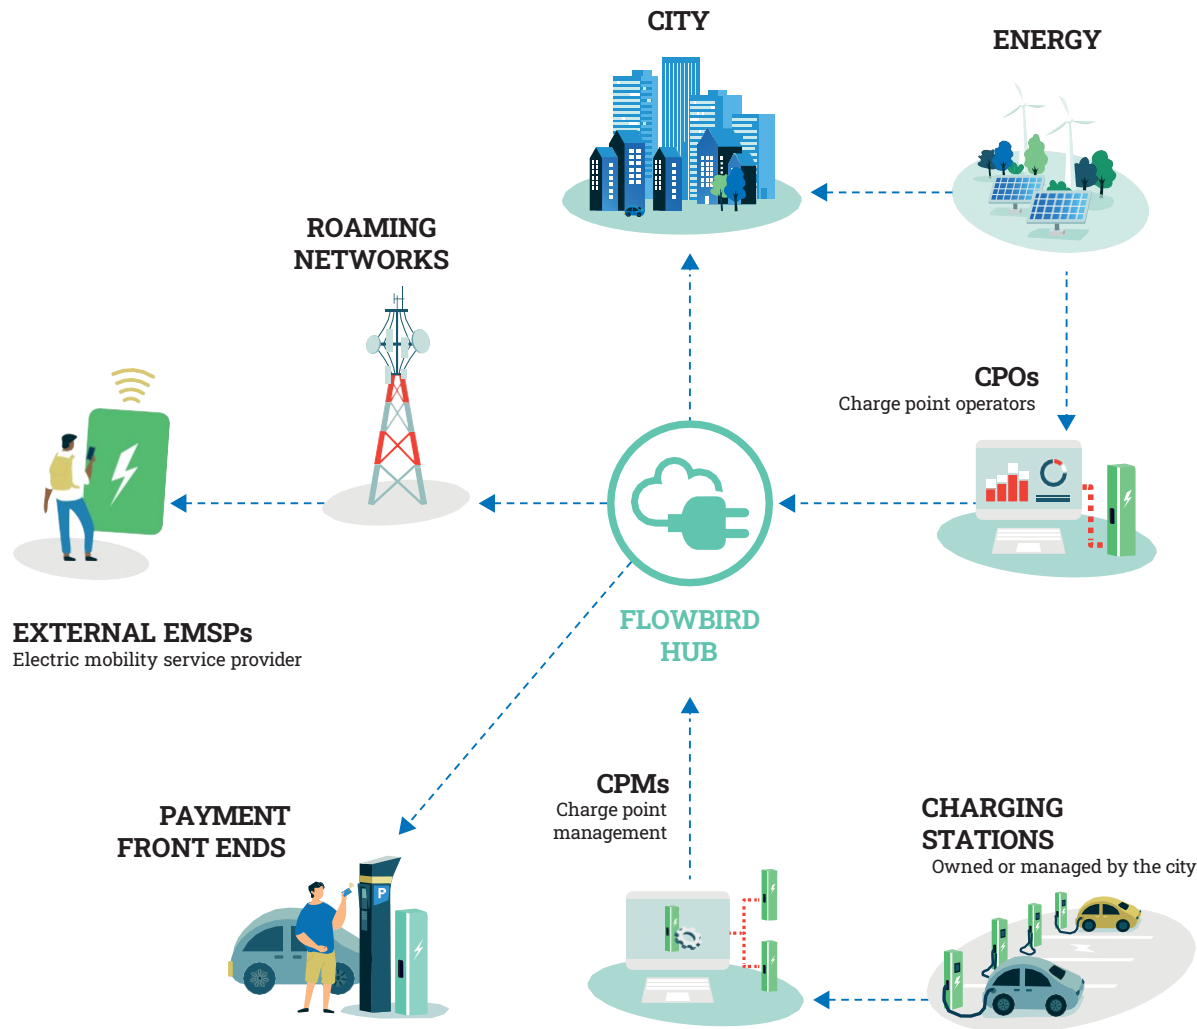 CITY
ENERGY
ROAMING
NETWORKS
CPOs
Charge point operators
FLOWBIRD
HUB
EXTERNAL EMSPs
Electric mobility service provider
CPMs
Charge point
management
PAYMENT
FRONT ENDS
CHARGING
STATIONS
Owned or managed by the city
P